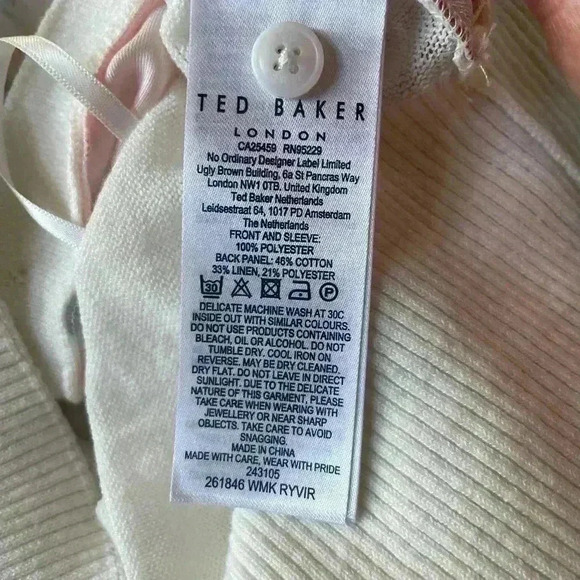 TED BAKER
LONDON
CA25459 RN95229
No Ordinary Designer Label Limited
Ugly Brown Building, 6a St Pancras Way
London NW1 0TB. United Kingdom
Ted Baker Netherlands
Leidsestraat 64, 1017 PD Amsterdam
The Netherlands
FRONT AND SLEEVE:
100% POLYESTER
BACK PANEL: 46% COTTON
33% LINEN, 21% POLYESTER
30 P
DELICATE MACHINE WASH AT 30C
INSIDE OUT WITH SIMILAR COLOURS.
DO NOT USE PRODUCTS CONTAINING
BLEACH, OIL OR ALCOHOL. DO NOT
TUMBLE DRY. COOL IRON ON
REVERSE. MAY BE DRY CLEANED.
DRY FLAT. DO NOT LEAVE IN DIRECT
SUNLIGHT. DUE TO THE DELICATE
NATURE OF THIS GARMENT, PLEASE
TAKE CARE WHEN WEARING WITH
JEWELLERY OR NEAR SHARP
OBJECTS. TAKE CARE TO AVOID
SNAGGING.
MADE IN CHINA
MADE WITH CARE, WEAR WITH PRIDE
243105
261846 WMK RYVIR